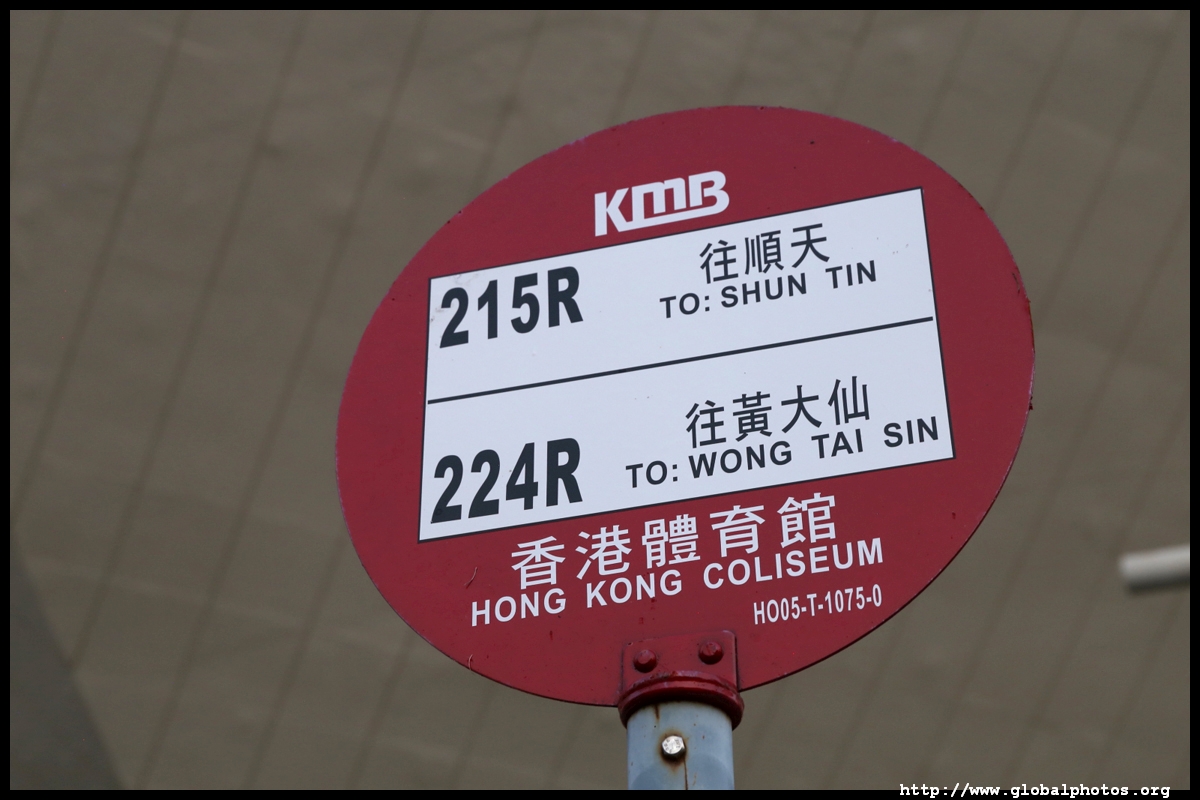 KMB
215R
往順天
TO: SHUN TIN
224R
往黃大仙
TO: WONG TAI SIN
香港體育館
HONG KONG COLISEUM
HO05-T-1075-0
http://www.globalphotos.org